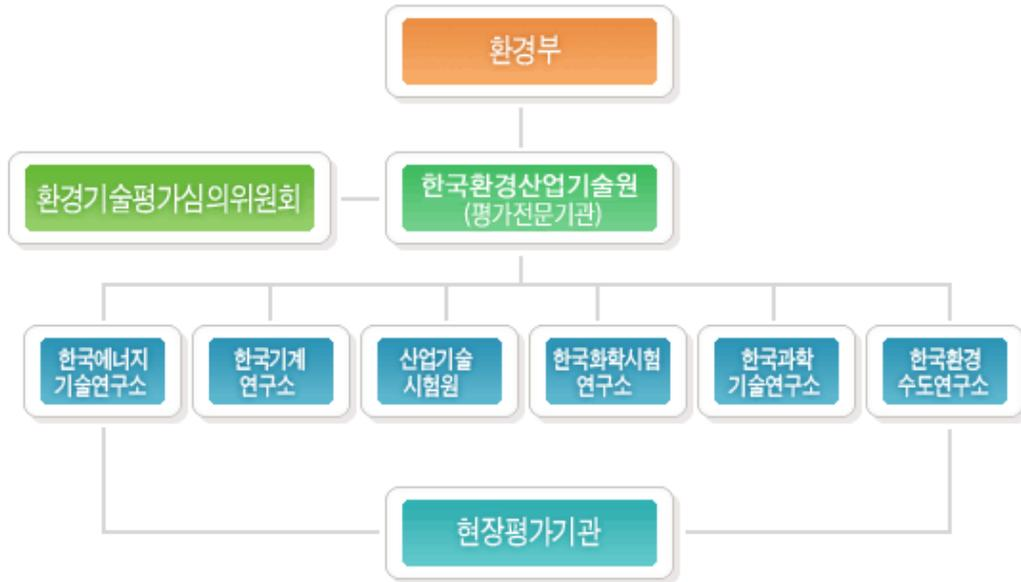 환경부
환경기술평가심의위원회
한국환경산업기술원
(평가전문기관)
한국에너지
기술연구소
한국기계
연구소
산업기술
시험원
한국화학시험
연구소
한국과학
기술연구소
한국환경
수도연구소
현장평가기관